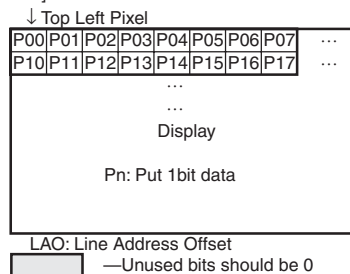 ↓ Top Left Pixel
P00 P01 P02 P03 P04 P05 P06 P07 …
P10 P11 P12 P13 P14 P15 P16 P17 …
…
…
Display
Pn: Put 1bit data
LAO: Line Address Offset
—Unused bits should be 0